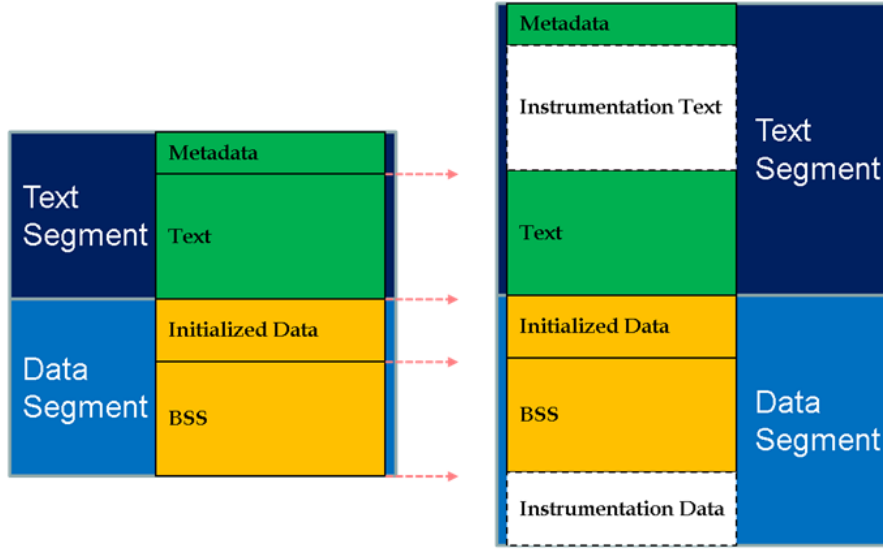 Metadata
Text
Segment
Text
Initialized Data
Data
Segment
BSS
Metadata
Instrumentation Text
Text
Segment
Text
Initialized Data
BSS
Data
Segment
Instrumentation Data